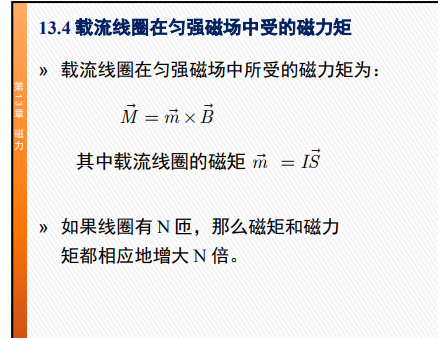 13.4 载流线圈在匀强磁场中受的磁力矩
» 载流线圈在匀强磁场中所受的磁力矩为：
M⃗ = m⃗ × B⃗
其中载流线圈的磁矩 m⃗ = IS⃗
» 如果线圈有 N 匝，那么磁矩和磁力
矩都相应地增大 N 倍。
第13章 磁力